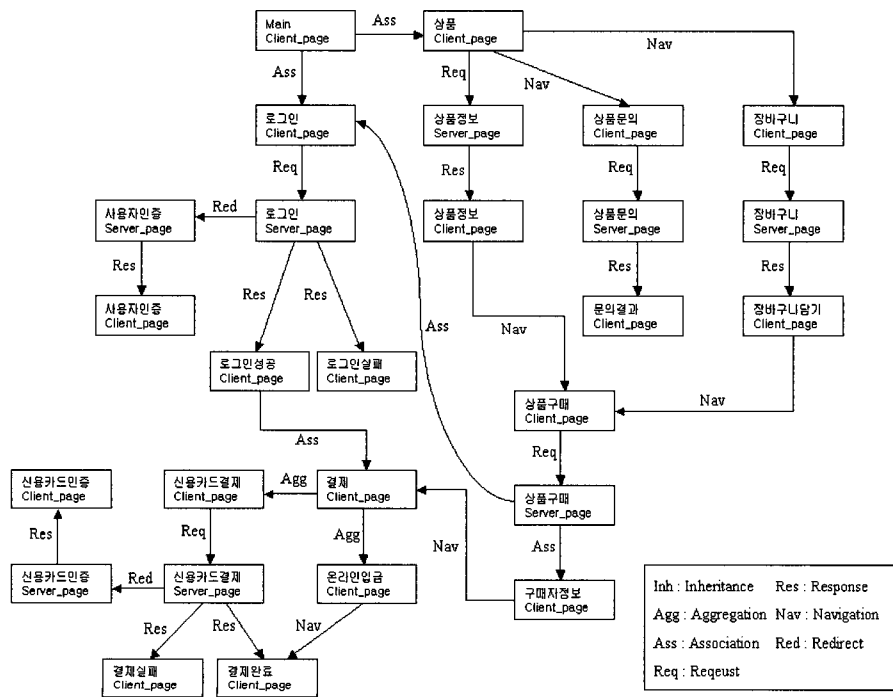 Main
Client_page
Ass
상품
Client_page
Nav
Ass
Req
Nav
로그인
Client_page
상품정보
Server_page
상품문의
Client_page
장바구니
Client_page
Req
Res
Req
Req
사용자인증
Server_page
Red
로그인
Server_page
상품정보
Client_page
상품문의
Server_page
장바구니
Server_page
Res
Res
Res
Res
Res
사용자인증
Client_page
Ass
Nav
문의결과
Client_page
장바구니담기
Client_page
로그인성공
Client_page
로그인실패
Client_page
상품구매
Client_page
Nav
Ass
Req
신용카드인증
Client_page
신용카드결제
Client_page
Agg
결제
Client_page
상품구매
Server_page
Res
Req
Agg
Nav
Ass
신용카드인증
Server_page
Red
신용카드결제
Server_page
온라인입금
Client_page
구매자정보
Client_page
Res
Res
Nav
결제실패
Client_page
결제완료
Client_page
Inh : Inheritance Res : Response
Agg : Aggregation Nav : Navigation
Ass : Association Red : Redirect
Req : Reqeust